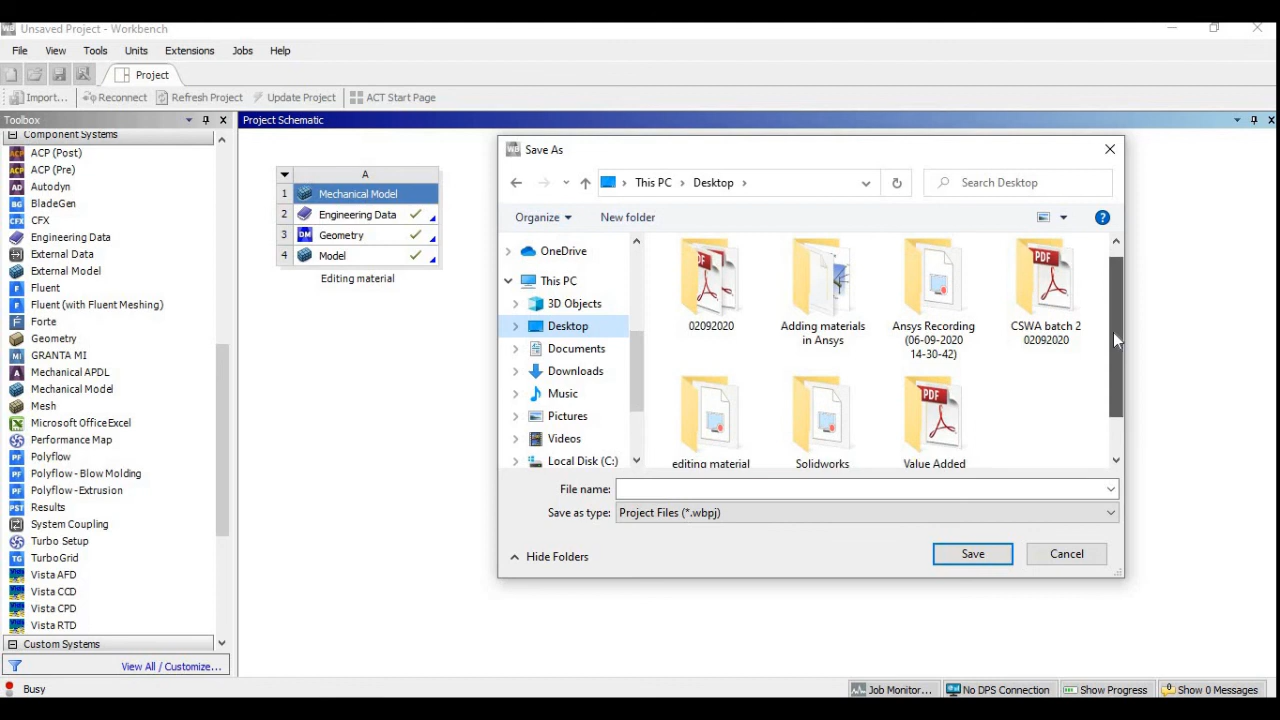 Unsaved Project - Workbench
File View Tools Units Extensions Jobs Help
Project
Import... Reconnect Refresh Project Update Project ACT Start Page
Toolbox
Component Systems
ACP (Post)
ACP (Pre)
Autodyn
BladeGen
CFX
Engineering Data
External Data
External Model
Fluent
Fluent (with Fluent Meshing)
Forte
Geometry
GRANTA MI
Mechanical APDL
Mechanical Model
Mesh
Microsoft Office Excel
Performance Map
Polyflow
Polyflow - Blow Molding
Polyflow - Extrusion
Results
System Coupling
Turbo Setup
TurboGrid
Vista AFD
Vista CCD
Vista CPD
Vista RTD
Custom Systems
View All / Customize...
Project Schematic
A
1 Mechanical Model
2 Engineering Data
3 DM Geometry
4 Model
Editing material
Save As
This PC Desktop
Search Desktop
Organize New folder
OneDrive
This PC
3D Objects
Desktop
Documents
Downloads
Music
Pictures
Videos
Local Disk (C:)
02092020
Adding materials
in Ansys
Ansys Recording
(06-09-2020
14-30-42)
CSWA batch 2
02092020
editing material
Solidworks
Value Added
File name:
Save as type: Project Files (*.wbpj)
Hide Folders
Save Cancel
Busy
Job Monitor... No DPS Connection Show Progress Show 0 Messages